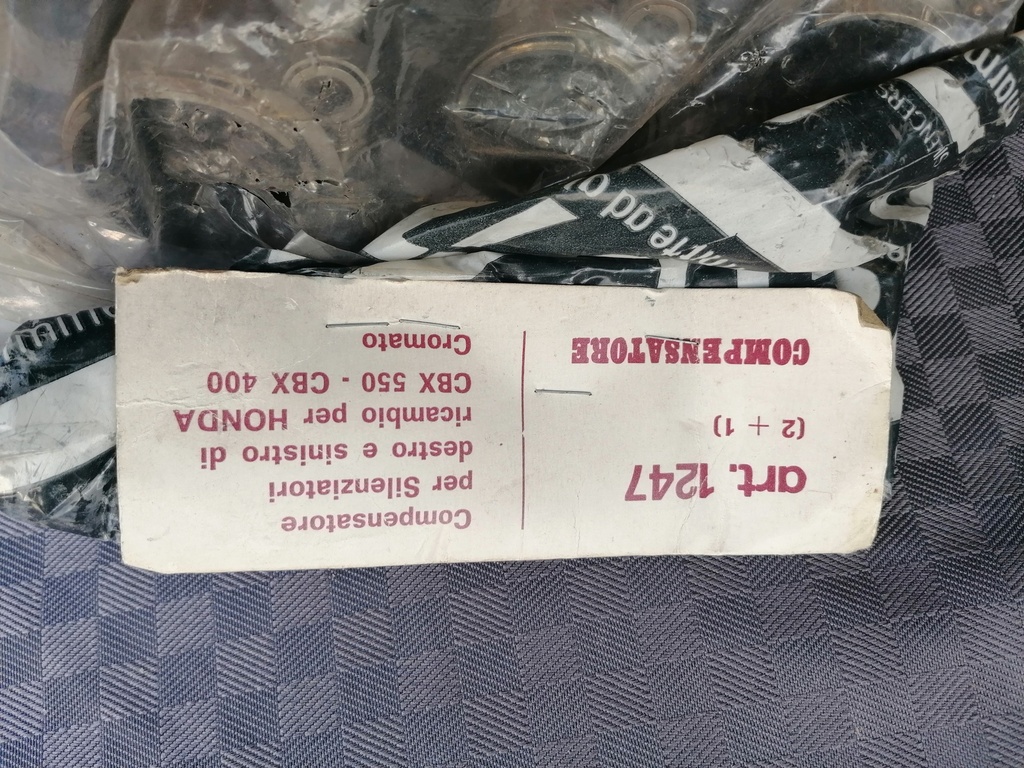 art. 1247
(2 + 1)
COMPENSATORE
Compensatore
per Silenziatori
destro e sinistro di
ricambio per HONDA
CBX 550 - CBX 400
Cromato
SILENCERS